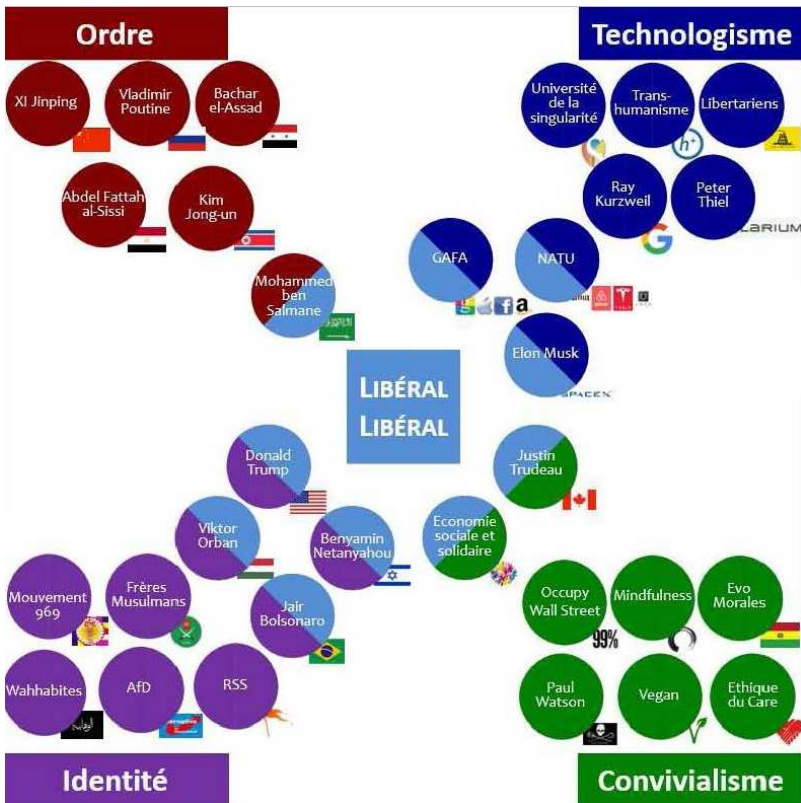 Ordre
Technologisme
XI Jinping
Vladimir
Poutine
Bachar
el-Assad
Université
de la
singularité
Trans-
humanisme
Libertariens
h+
Abdel Fattah
al-Sissi
Kim
Jong-un
Ray
Kurzweil
Peter
Thiel
LARIUM
Mohammed
ben
Salmane
GAFA
NATU
Elon Musk
SPACEX
LIBÉRAL
LIBÉRAL
Donald
Trump
Justin
Trudeau
Viktor
Orban
Benyamin
Netanyahou
Economie
sociale et
solidaire
Mouvement
969
Frères
Musulmans
Jair
Bolsonaro
Occupy
Wall Street
99%
Mindfulness
Evo
Morales
Wahhabites
AfD
RSS
Paul
Watson
Vegan
Ethique
du Care
Identité
Convivialisme